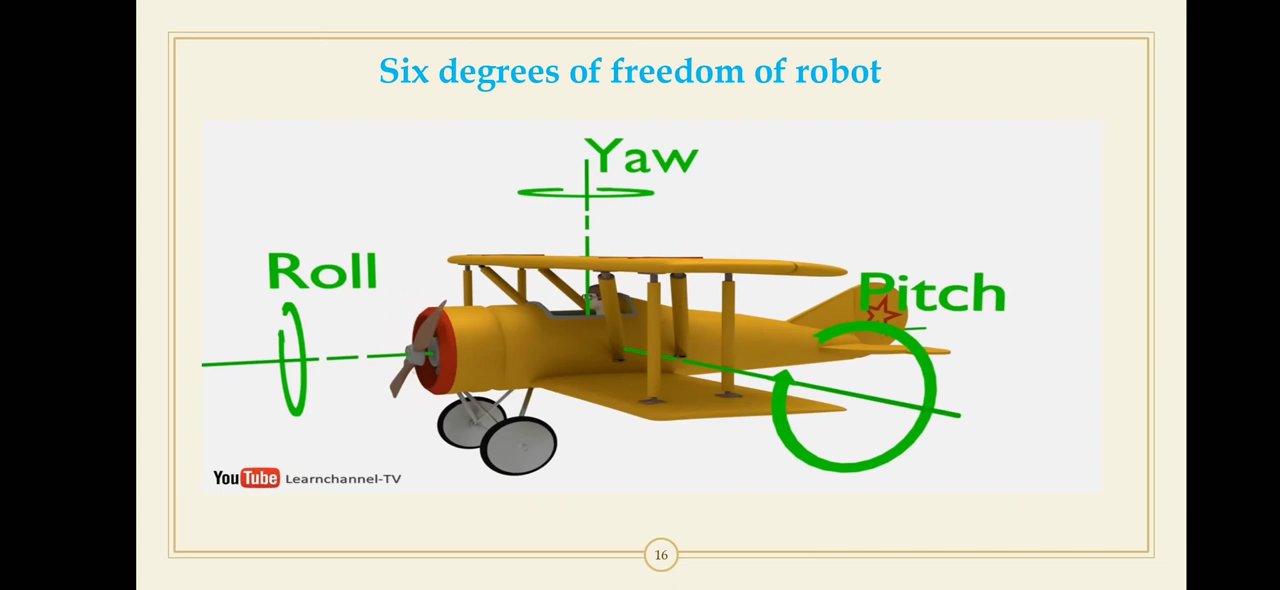 Six degrees of freedom of robot
Yaw
Roll
Pitch
YouTube Learnchannel-TV
16